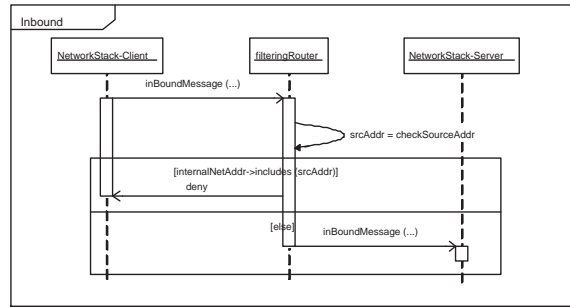 Inbound
NetworkStack-Client
filteringRouter
NetworkStack-Server
inBoundMessage (...)
srcAddr = checkSourceAddr
[internalNetAddr->includes (srcAddr)]
deny
[else]
inBoundMessage (...)